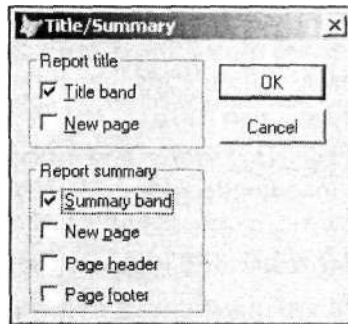 Title/Summary
Report title
Title band
New page
OK
Cancel
Report summary
Summary band
New page
Page header
Page footer